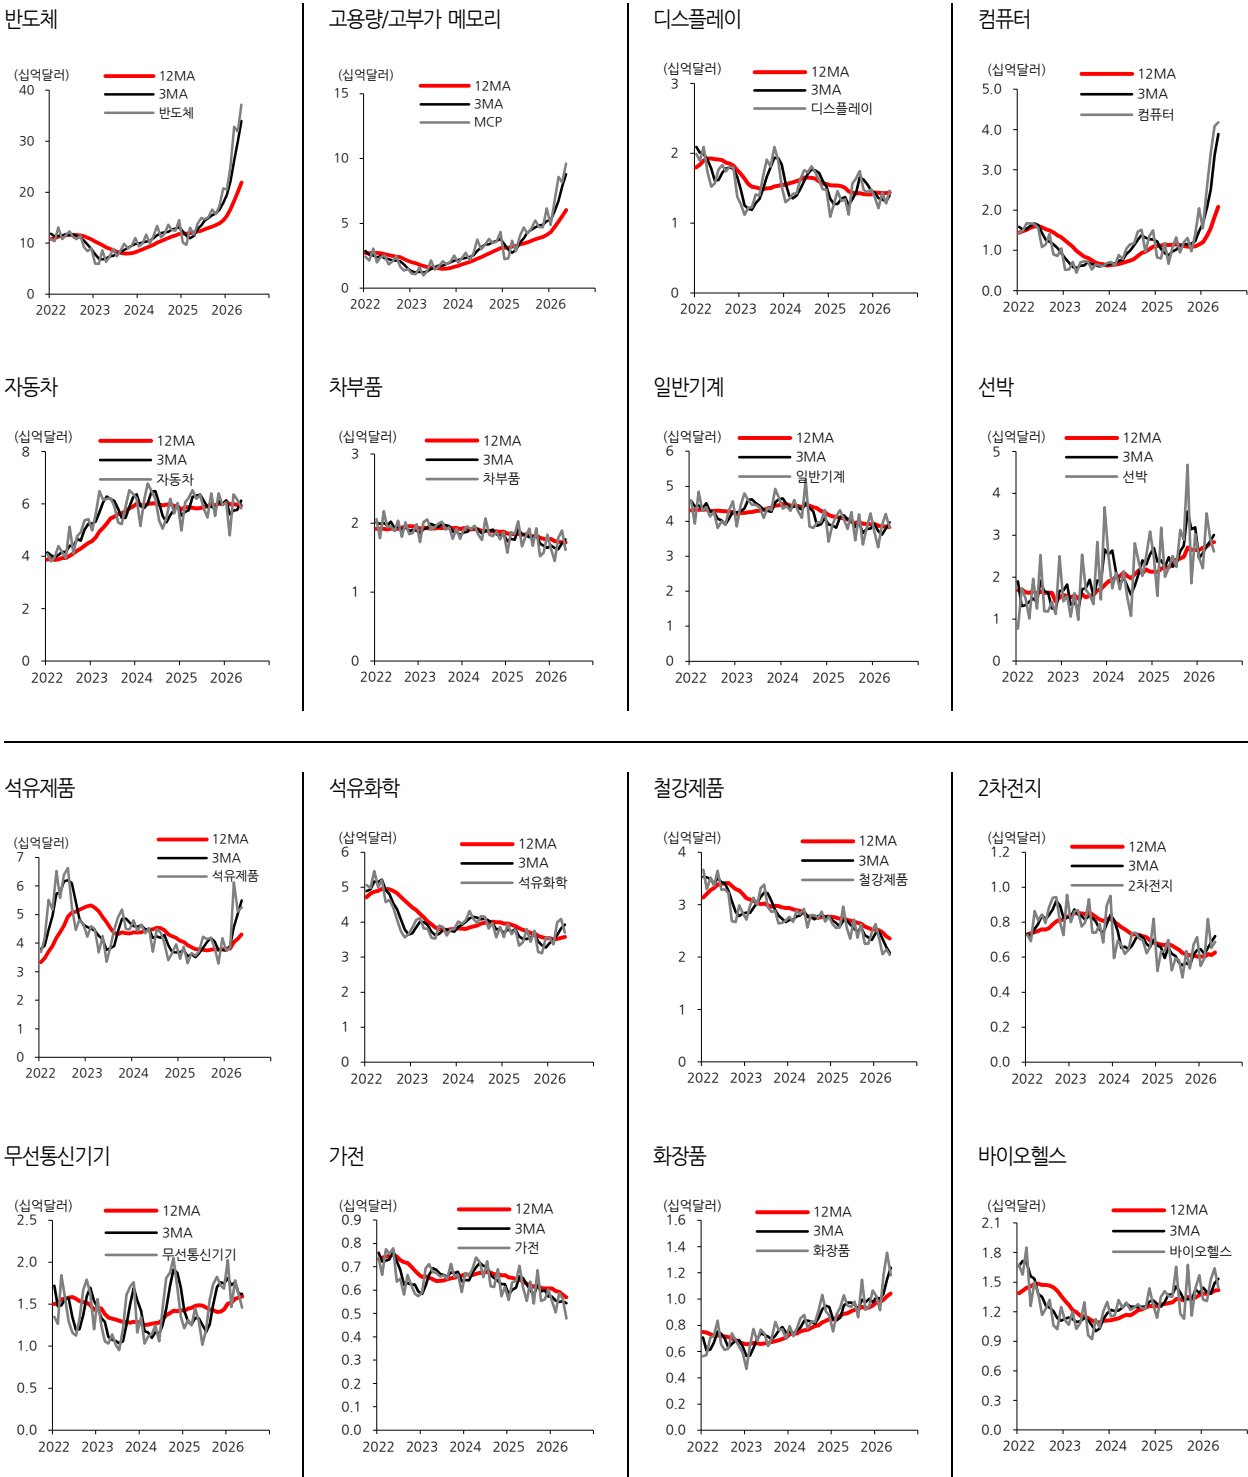 반도체
(십억달러)
12MA
3MA
반도체
40
30
20
10
0
2022 2023 2024 2025 2026
고용량/고부가 메모리
(십억달러)
12MA
3MA
MCP
15
10
5
0
2022 2023 2024 2025 2026
디스플레이
(십억달러)
12MA
3MA
디스플레이
3
2
1
0
2022 2023 2024 2025 2026
컴퓨터
(십억달러)
12MA
3MA
컴퓨터
5.0
4.0
3.0
2.0
1.0
0.0
2022 2023 2024 2025 2026
자동차
(십억달러)
12MA
3MA
자동차
8
6
4
2
0
2022 2023 2024 2025 2026
차부품
(십억달러)
12MA
3MA
차부품
3
2
1
0
2022 2023 2024 2025 2026
일반기계
(십억달러)
12MA
3MA
일반기계
6
5
4
3
2
1
0
2022 2023 2024 2025 2026
선박
(십억달러)
12MA
3MA
선박
5
4
3
2
1
0
2022 2023 2024 2025 2026
석유제품
(십억달러)
12MA
3MA
석유제품
7
6
5
4
3
2
1
0
2022 2023 2024 2025 2026
석유화학
(십억달러)
12MA
3MA
석유화학
6
5
4
3
2
1
0
2022 2023 2024 2025 2026
철강제품
(십억달러)
12MA
3MA
철강제품
4
3
2
1
0
2022 2023 2024 2025 2026
2차전지
(십억달러)
12MA
3MA
2차전지
1.2
1.0
0.8
0.6
0.4
0.2
0.0
2022 2023 2024 2025 2026
무선통신기기
(십억달러)
12MA
3MA
무선통신기기
2.5
2.0
1.5
1.0
0.5
0.0
2022 2023 2024 2025 2026
가전
(십억달러)
12MA
3MA
가전
0.9
0.8
0.7
0.6
0.5
0.4
0.3
0.2
0.1
0.0
2022 2023 2024 2025 2026
화장품
(십억달러)
12MA
3MA
화장품
1.6
1.4
1.2
1.0
0.8
0.6
0.4
0.2
0.0
2022 2023 2024 2025 2026
바이오헬스
(십억달러)
12MA
3MA
바이오헬스
2.1
1.8
1.5
1.2
0.9
0.6
0.3
0.0
2022 2023 2024 2025 2026